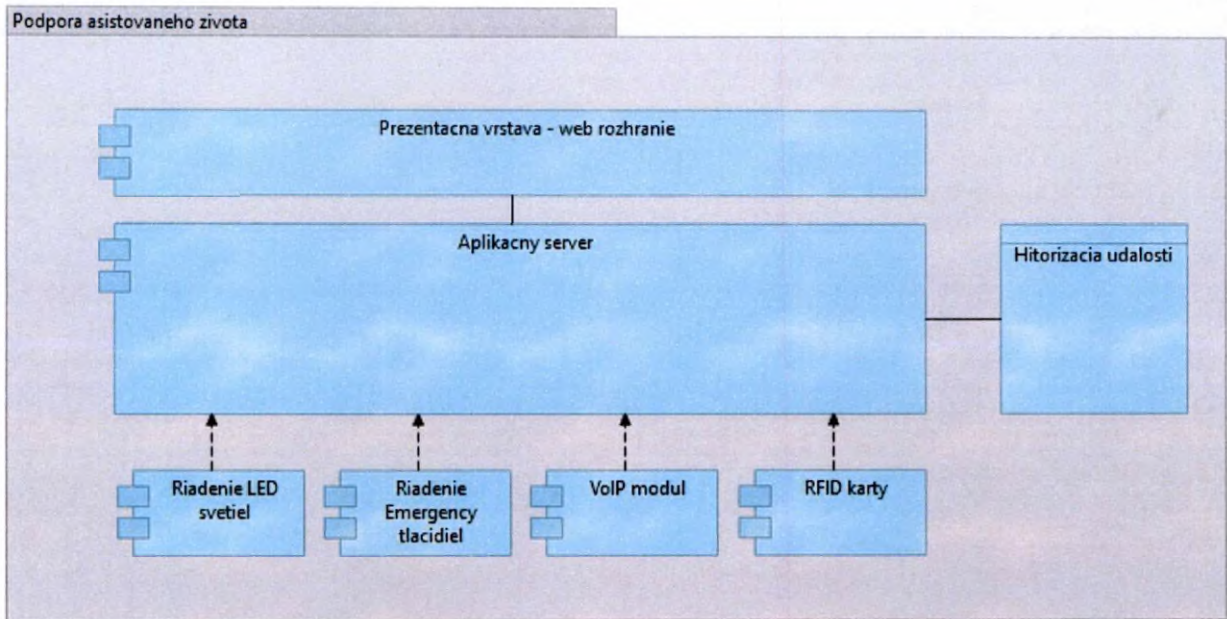 Podpora asistovaneho zivota
Prezentacna vrstava - web rozhranie
Aplikacny server
Hitorizacia udalosti
Riadenie LED
svetiel
Riadenie
Emergency
tlacidiel
VoIP modul
RFID karty